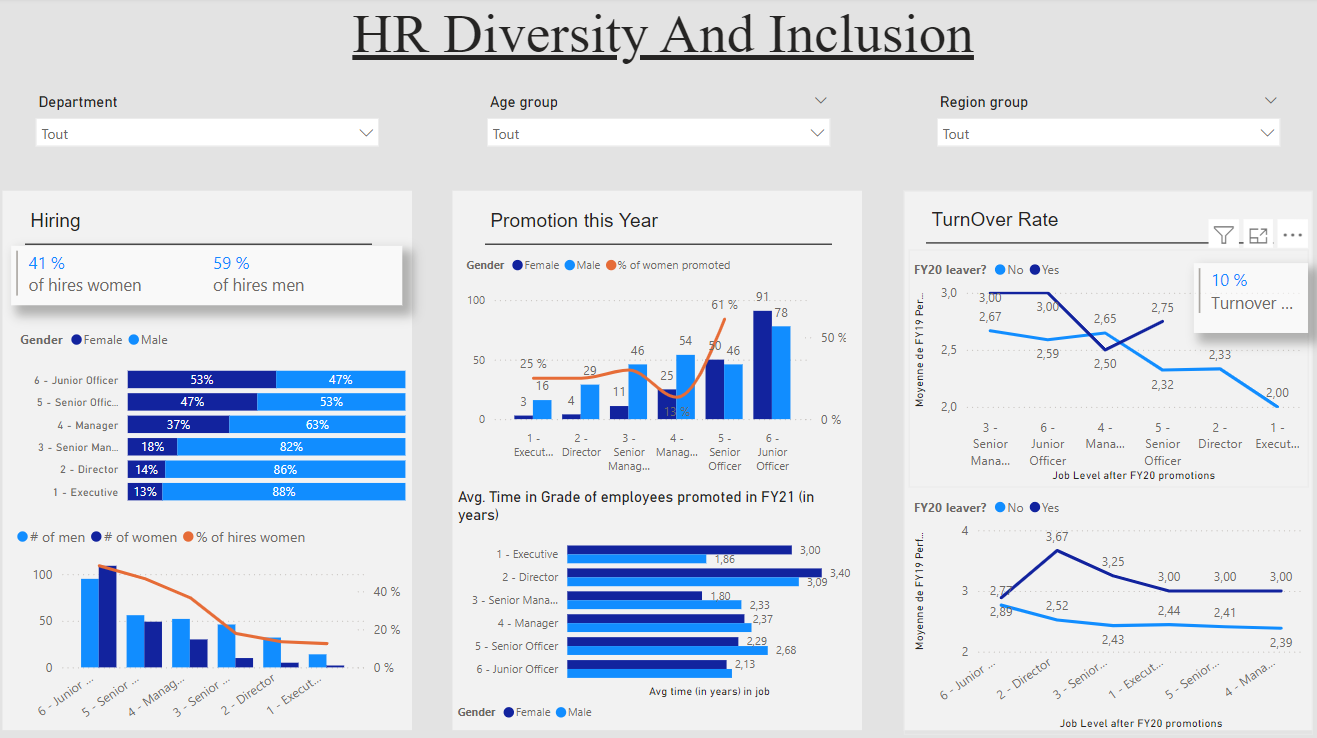 HR Diversity And Inclusion
Department
Tout
Age group
Tout
Region group
Tout
Hiring
41 %
of hires women
59 %
of hires men
Gender Female Male
6 - Junior Officer 53% 47%
5 - Senior Offic... 47% 53%
4 - Manager 37% 63%
3 - Senior Man... 18% 82%
2 - Director 14% 86%
1 - Executive 13% 88%
# of men # of women % of hires women
100
50
0
40 %
20 %
0 %
6 - Junior ...
5 - Senior ...
4 - Manag...
3 - Senior ...
2 - Director
1 - Execut...
Promotion this Year
Gender Female Male % of women promoted
100
50
0
50 %
0 %
25 %
3
16
4
29
11
46
25
54
13 %
50
61 %
46
91
78
1 -
Execut...
2 -
Director
3 -
Senior
Manag...
4 -
Manag...
5 -
Senior
Officer
6 -
Junior
Officer
Avg. Time in Grade of employees promoted in FY21 (in
years)
1 - Executive 3,00
1,86
2 - Director 3,40
3,09
3 - Senior Mana... 1,80
2,33
4 - Manager 2,37
5 - Senior Officer 2,29
2,68
6 - Junior Officer 2,13
Avg time (in years) in job
Gender Female Male
TurnOver Rate
FY20 leaver? No Yes
10 %
Turnover ...
Moyenne de FY19 Per...
3,0
2,5
2,0
3,00
2,67
3,00
2,59
2,65
2,50
2,75
2,32
2,33
2,00
3 -
Senior
Mana...
6 -
Junior
Officer
4 -
Mana...
5 -
Senior
Officer
2 -
Director
1 -
Execut...
Job Level after FY20 promotions
FY20 leaver? No Yes
Moyenne de FY19 Perf...
4
3
2
2,77
2,89
3,67
2,52
3,25
2,43
3,00
2,44
3,00
2,41
3,00
2,39
6 - Junior ...
2 - Director
3 - Senior...
1 - Execut...
5 - Senior...
4 - Mana...
Job Level after FY20 promotions